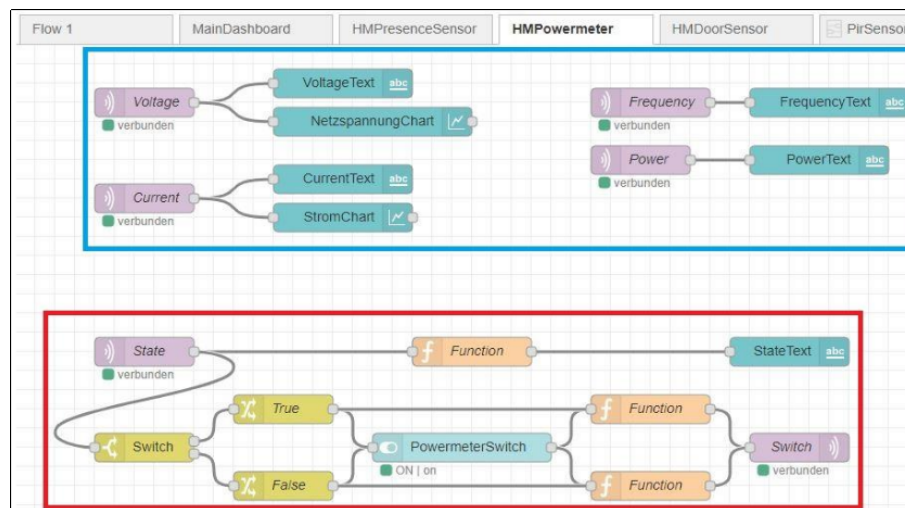 Flow 1 MainDashboard HMPresenceSensor HMPowermeter HMDoorSensor PirSensor
VoltageText abc
Voltage
verbunden
NetzspannungChart
Frequency FrequencyText abc
verbunden
Power PowerText abc
verbunden
CurrentText abc
Current
verbunden
StromChart
State Function StateText abc
verbunden
True Function
Switch PowermeterSwitch Switch
ON | on verbunden
False Function